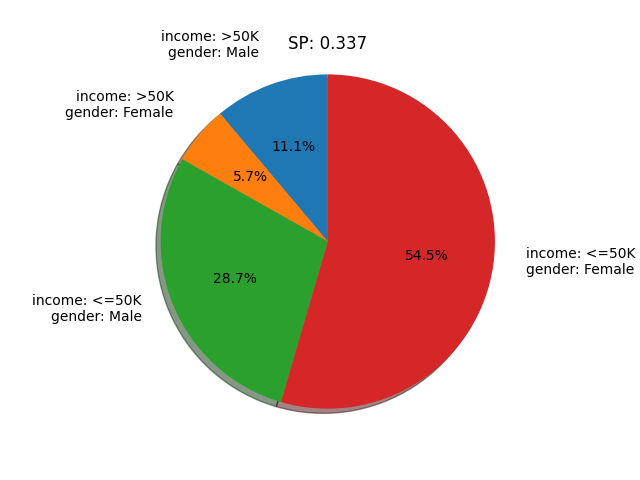 SP: 0.337
income: >50K
gender: Male
11.1%
income: >50K
gender: Female
5.7%
income: <=50K
gender: Male
28.7%
income: <=50K
gender: Female
54.5%